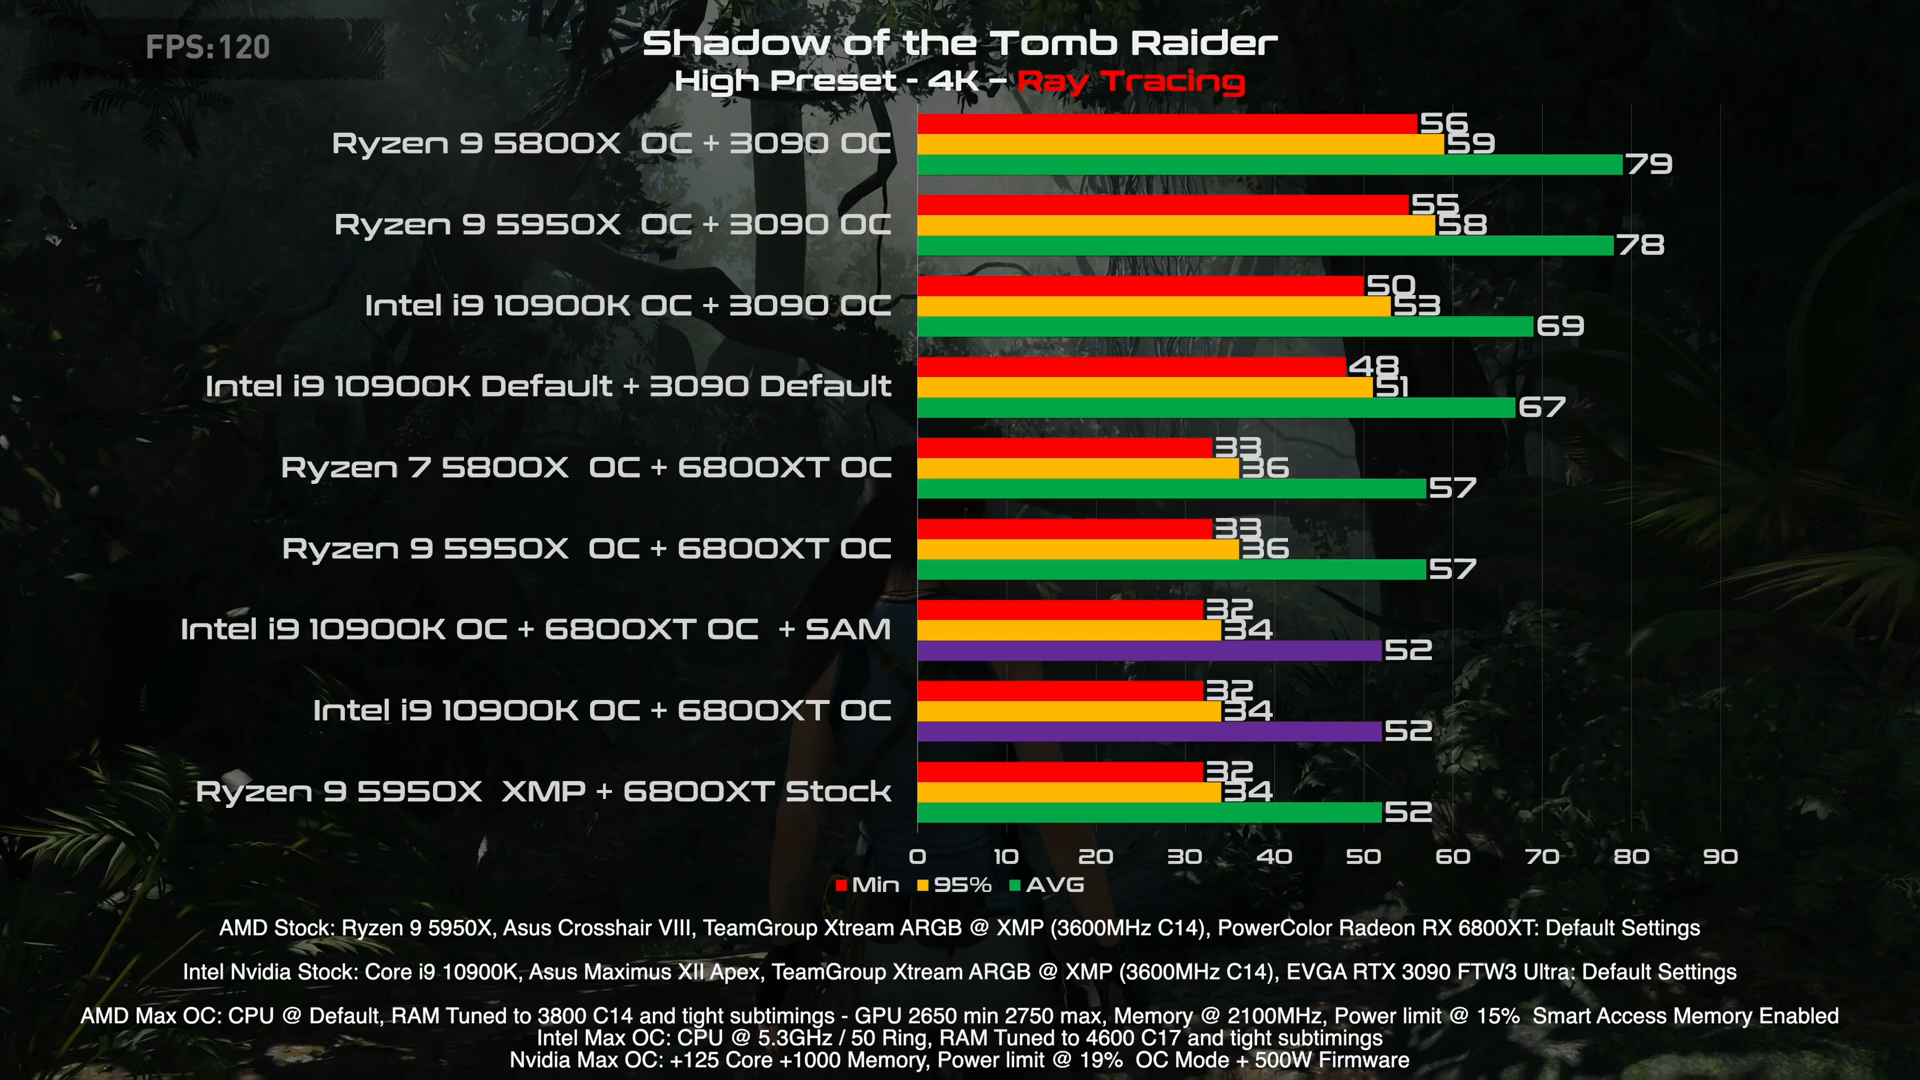 FPS:120
Shadow of the Tomb Raider
High Preset - 4K – Ray Tracing
Ryzen 9 5800X OC + 3090 OC
56
59
79
Ryzen 9 5950X OC + 3090 OC
55
58
78
Intel i9 10900K OC + 3090 OC
50
53
69
Intel i9 10900K Default + 3090 Default
48
51
67
Ryzen 7 5800X OC + 6800XT OC
33
36
57
Ryzen 9 5950X OC + 6800XT OC
33
36
57
Intel i9 10900K OC + 6800XT OC + SAM
32
34
52
Intel i9 10900K OC + 6800XT OC
32
34
52
Ryzen 9 5950X XMP + 6800XT Stock
32
34
52
0 10 20 30 40 50 60 70 80 90
Min 95% AVG
AMD Stock: Ryzen 9 5950X, Asus Crosshair VIII, TeamGroup Xtream ARGB @ XMP (3600MHz C14), PowerColor Radeon RX 6800XT: Default Settings
Intel Nvidia Stock: Core i9 10900K, Asus Maximus XII Apex, TeamGroup Xtream ARGB @ XMP (3600MHz C14), EVGA RTX 3090 FTW3 Ultra: Default Settings
AMD Max OC: CPU @ Default, RAM Tuned to 3800 C14 and tight subtimings - GPU 2650 min 2750 max, Memory @ 2100MHz, Power limit @ 15% Smart Access Memory Enabled
Intel Max OC: CPU @ 5.3GHz / 50 Ring, RAM Tuned to 4600 C17 and tight subtimings
Nvidia Max OC: +125 Core +1000 Memory, Power limit @ 19% OC Mode + 500W Firmware